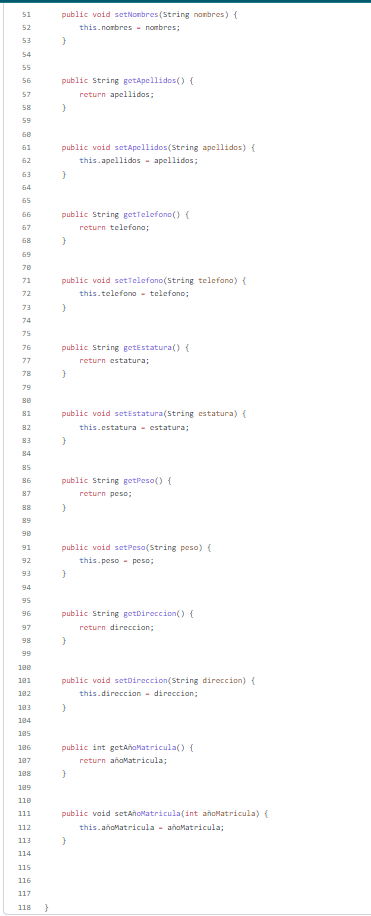 51 public void setNombres(String nombres) {
52 this.nombres = nombres;
53 }
54
55
56 public String getApellidos() {
57 return apellidos;
58 }
59
60
61 public void setApellidos(String apellidos) {
62 this.apellidos = apellidos;
63 }
64
65
66 public String getTelefono() {
67 return telefono;
68 }
69
70
71 public void setTelefono(String telefono) {
72 this.telefono = telefono;
73 }
74
75
76 public String getEstatura() {
77 return estatura;
78 }
79
80
81 public void setEstatura(String estatura) {
82 this.estatura = estatura;
83 }
84
85
86 public String getPeso() {
87 return peso;
88 }
89
90
91 public void setPeso(String peso) {
92 this.peso = peso;
93 }
94
95
96 public String getDireccion() {
97 return direccion;
98 }
99
100
101 public void setDireccion(String direccion) {
102 this.direccion = direccion;
103 }
104
105
106 public int getAñoMatricula() {
107 return añoMatricula;
108 }
109
110
111 public void setAñoMatricula(int añoMatricula) {
112 this.añoMatricula = añoMatricula;
113 }
114
115
116
117
118 }